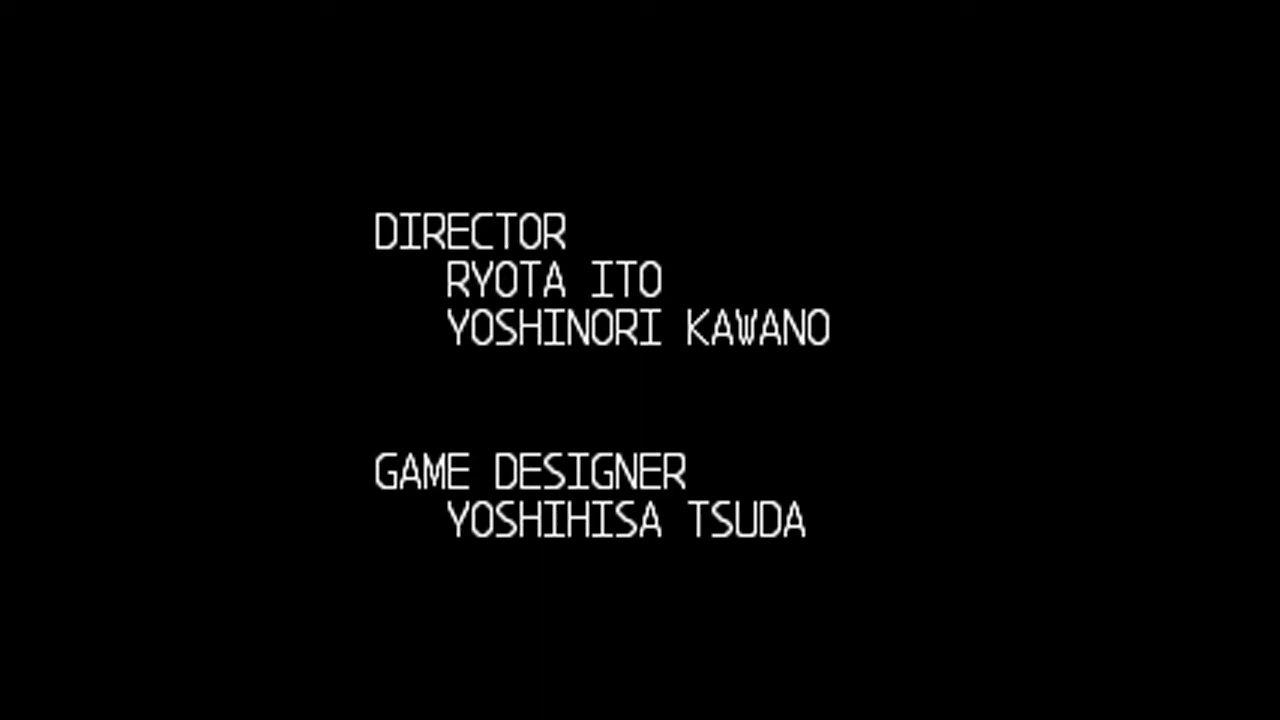 DIRECTOR
RYOTA ITO
YOSHINORI KAWANO
GAME DESIGNER
YOSHIHISA TSUDA